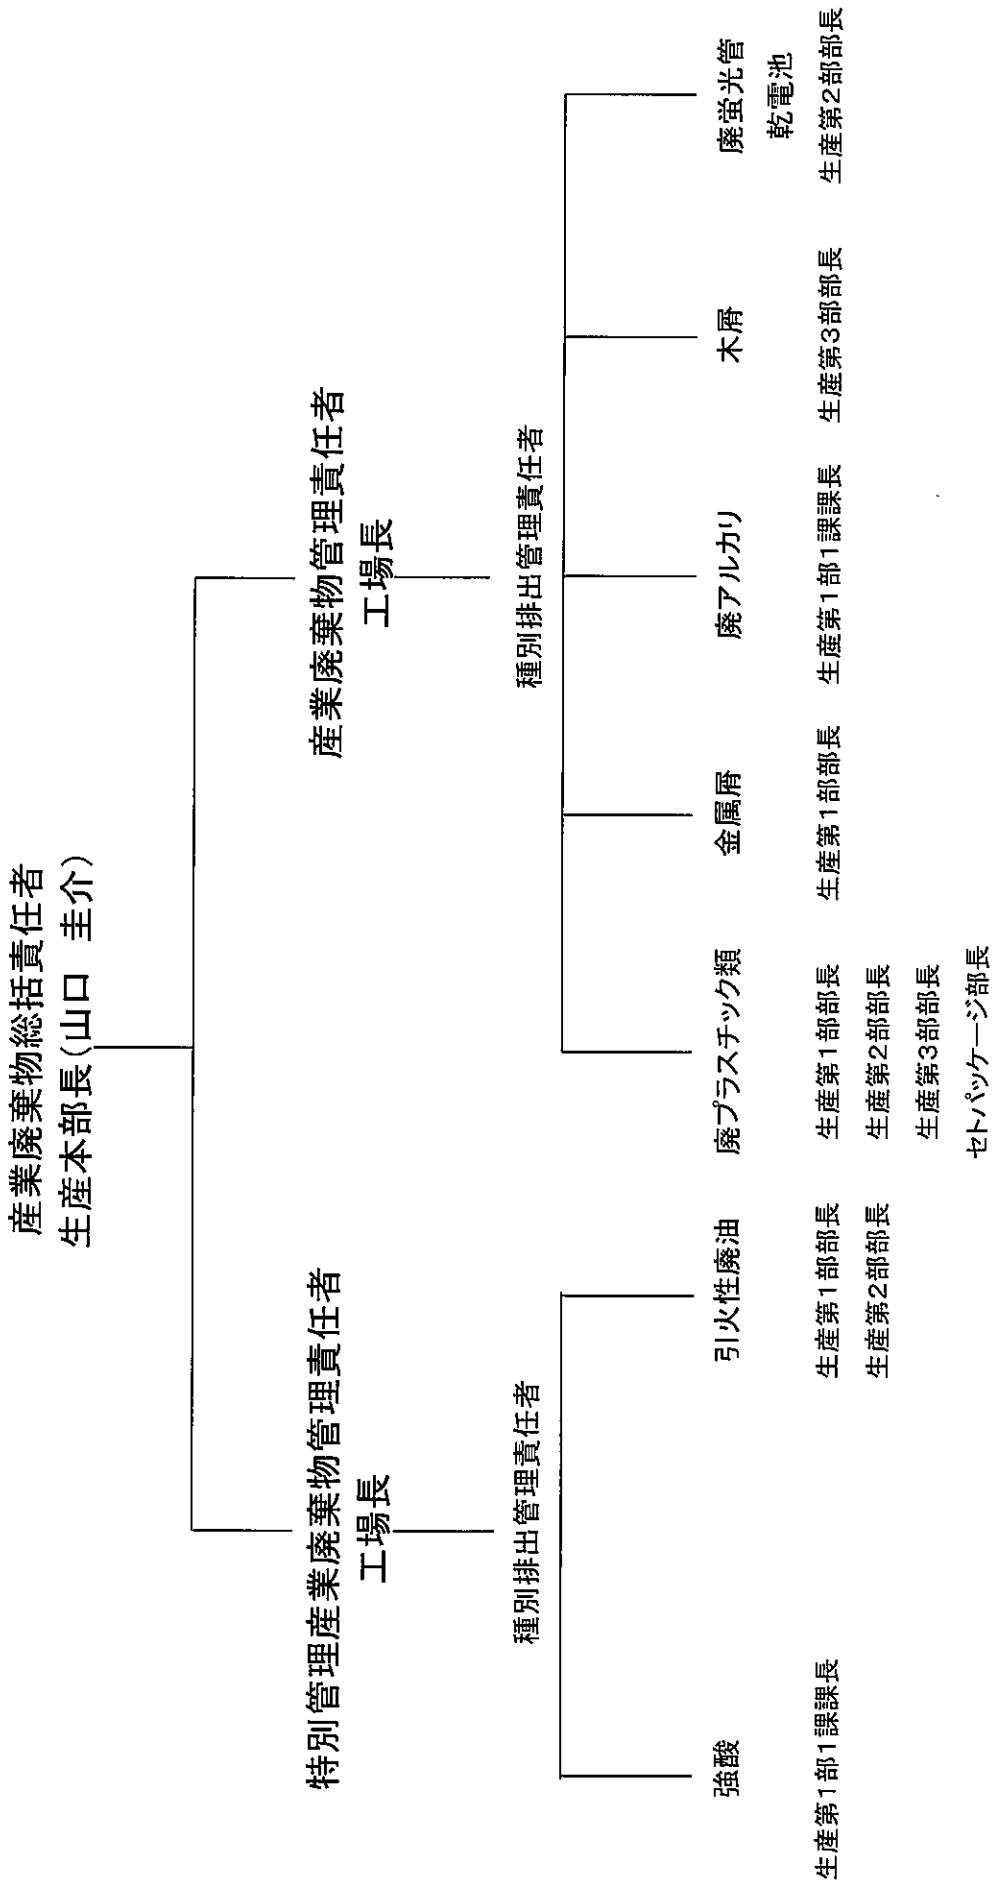 産業廃棄物総括責任者
生産本部長(山口 圭介)
特別管理産業廃棄物管理責任者
工場長
産業廃棄物管理責任者
工場長
種別排出管理責任者
種別排出管理責任者
強酸
生産第1部1課課長
引火性廃油
生産第1部部長
生産第2部部長
廃プラスチック類
生産第1部部長
生産第2部部長
生産第3部部長
セトパッケージ部長
金属屑
生産第1部部長
廃アルカリ
生産第1部1課課長
木屑
生産第3部部長
廃蛍光管
乾電池
生産第2部部長